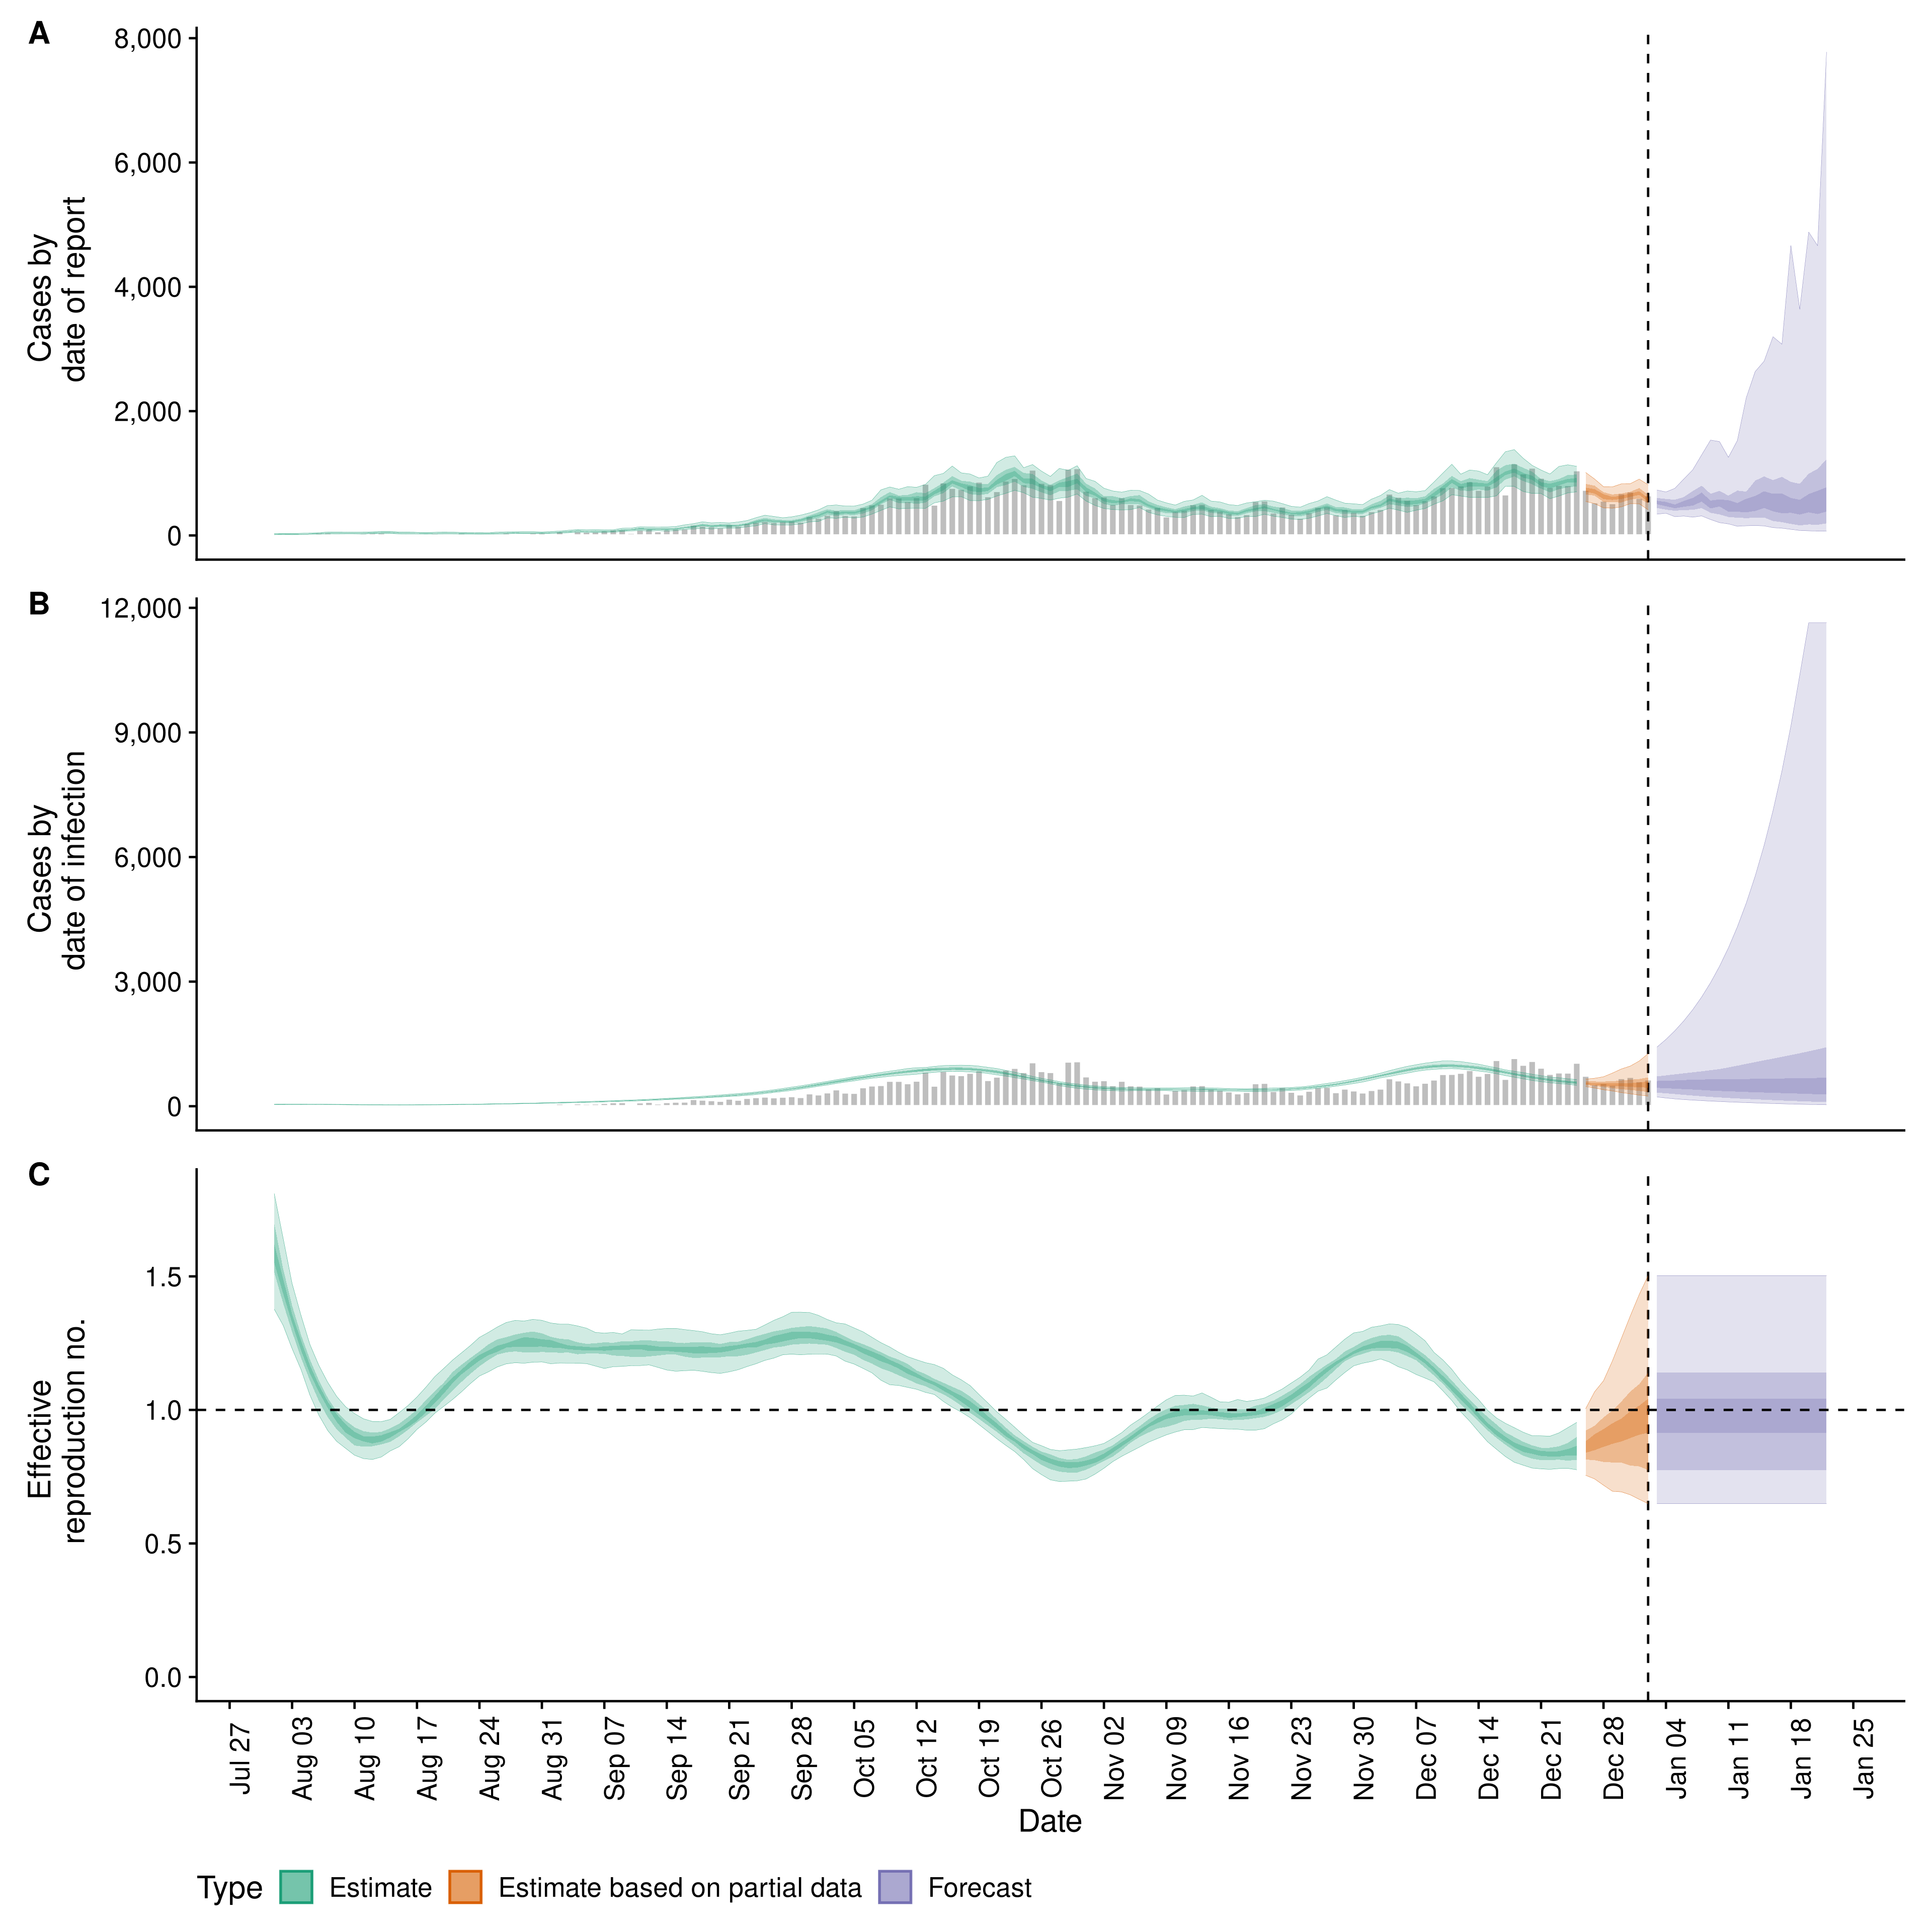 A
8,000
6,000
4,000
2,000
0
Cases by
date of report
B
12,000
9,000
6,000
3,000
0
Cases by
date of infection
C
1.5
1.0
0.5
0.0
Effective
reproduction no.
Jul 27
Aug 03
Aug 10
Aug 17
Aug 24
Aug 31
Sep 07
Sep 14
Sep 21
Sep 28
Oct 05
Oct 12
Oct 19
Oct 26
Nov 02
Nov 09
Nov 16
Nov 23
Nov 30
Dec 07
Dec 14
Dec 21
Dec 28
Jan 04
Jan 11
Jan 18
Jan 25
Date
Type Estimate Estimate based on partial data Forecast